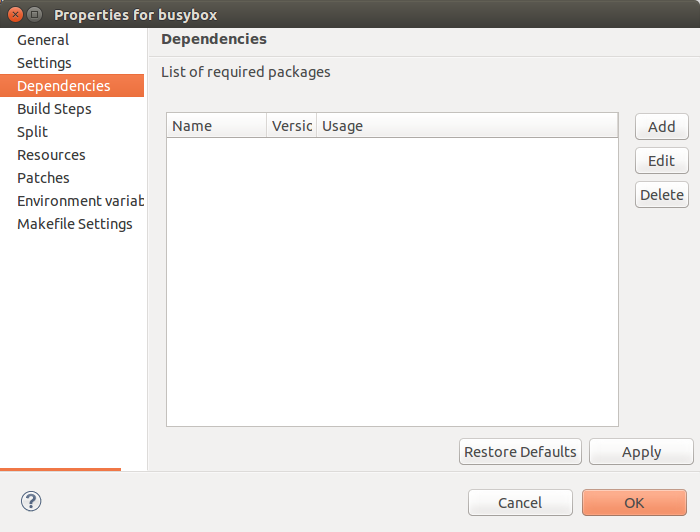 Properties for busybox
General
Settings
Dependencies
Build Steps
Split
Resources
Patches
Environment variab
Makefile Settings
Dependencies
List of required packages
Name Versic Usage
Add
Edit
Delete
Restore Defaults Apply
? Cancel OK